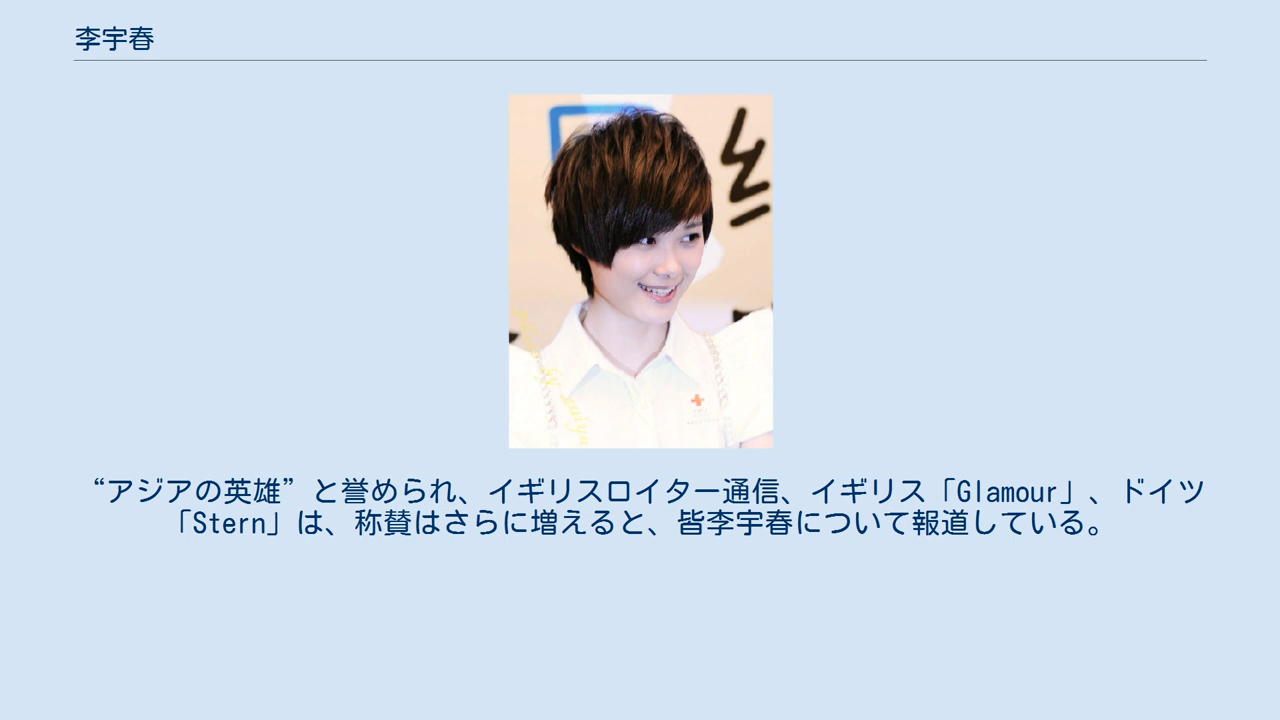 李宇春
“アジアの英雄”と誉められ、イギリスロイター通信、イギリス「Glamour」、ドイツ
「Stern」は、称賛はさらに増えると、皆李宇春について報道している。